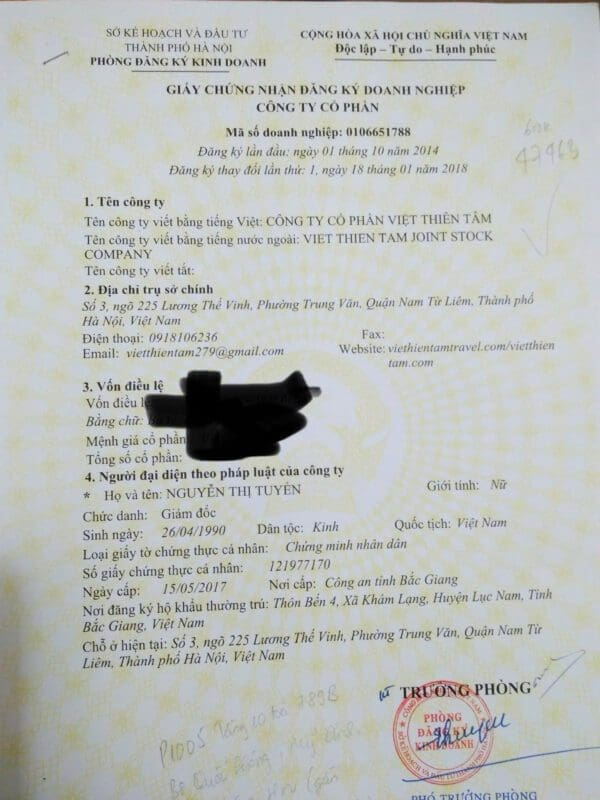 SỞ KẾ HOẠCH VÀ ĐẦU TƯ
THÀNH PHỐ HÀ NỘI
PHÒNG ĐĂNG KÝ KINH DOANH
CỘNG HÒA XÃ HỘI CHỦ NGHĨA VIỆT NAM
Độc lập – Tự do – Hạnh phúc
GIẤY CHỨNG NHẬN ĐĂNG KÝ DOANH NGHIỆP
CÔNG TY CỔ PHẦN
Mã số doanh nghiệp: 0106651788
Đăng ký lần đầu: ngày 01 tháng 10 năm 2014
Đăng ký thay đổi lần thứ: 1, ngày 18 tháng 01 năm 2018
1. Tên công ty
Tên công ty viết bằng tiếng Việt: CÔNG TY CỔ PHẦN VIỆT THIÊN TÂM
Tên công ty viết bằng tiếng nước ngoài: VIET THIEN TAM JOINT STOCK
COMPANY
Tên công ty viết tắt:
2. Địa chỉ trụ sở chính
Số 3, ngõ 225 Lương Thế Vinh, Phường Trung Văn, Quận Nam Từ Liêm, Thành phố
Hà Nội, Việt Nam
Điện thoại: 0918106236 Fax:
Email: vietthientam279@gmail.com Website: viethientamtravel.com/vietthien
tam.com
3. Vốn điều lệ
Vốn điều lệ
Bằng chữ:
Mệnh giá cổ phần
Tổng số cổ phần:
4. Người đại diện theo pháp luật của công ty
* Họ và tên: NGUYỄN THỊ TUYÊN Giới tính: Nữ
Chức danh: Giám đốc
Sinh ngày: 26/04/1990 Dân tộc: Kinh Quốc tịch: Việt Nam
Loại giấy tờ chứng thực cá nhân: Chứng minh nhân dân
Số giấy chứng thực cá nhân: 121977170
Ngày cấp: 15/05/2017 Nơi cấp: Công an tỉnh Bắc Giang
Nơi đăng ký hộ khẩu thường trú: Thôn Bến 4, Xã Khám Lạng, Huyện Lục Nam, Tỉnh
Bắc Giang, Việt Nam
Chỗ ở hiện tại: Số 3, ngõ 225 Lương Thế Vinh, Phường Trung Văn, Quận Nam Từ
Liêm, Thành phố Hà Nội, Việt Nam
TRƯỞNG PHÒNG
PHÒNG
ĐĂNG KÝ
KINH DOANH
P1005 Tầng 10
PHÓ TRƯỞNG PHÒNG